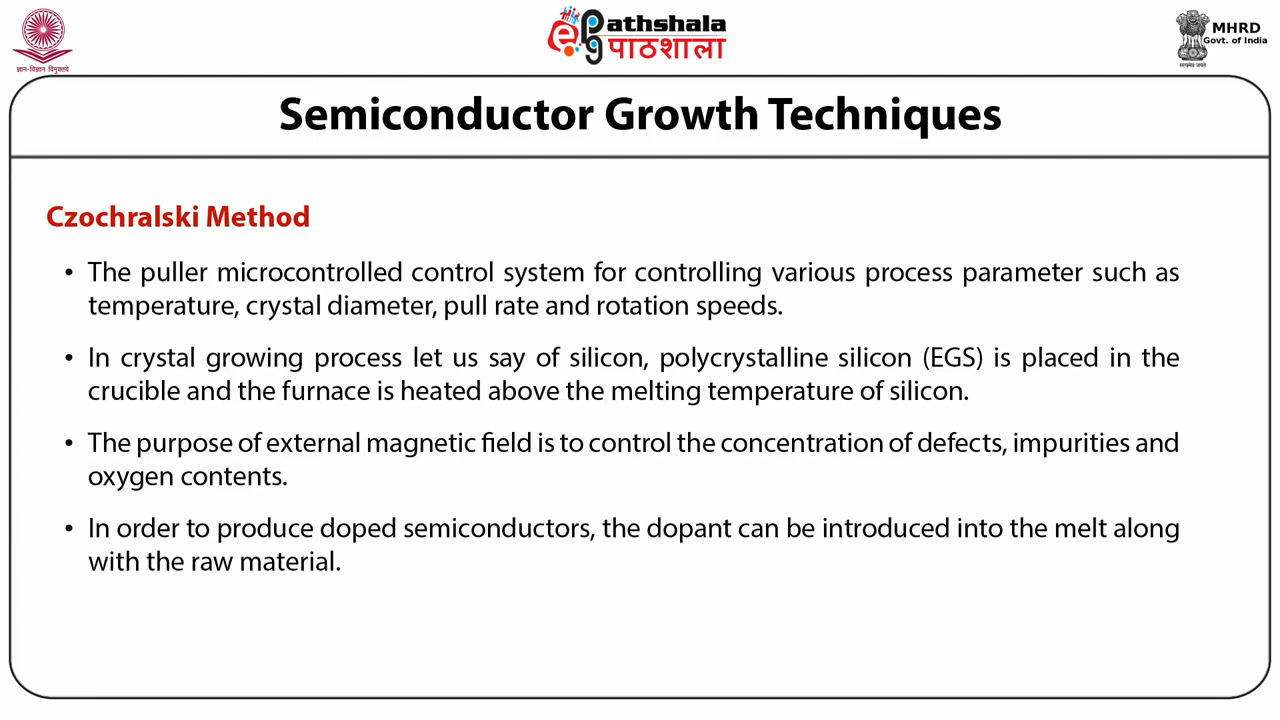 ज्ञान-विज्ञान विमुक्तये
ePathshala
पाठशाला
MHRD
Govt. of India
सत्यमेव जयते
Semiconductor Growth Techniques
Czochralski Method
• The puller microcontrolled control system for controlling various process parameter such as
temperature, crystal diameter, pull rate and rotation speeds.
• In crystal growing process let us say of silicon, polycrystalline silicon (EGS) is placed in the
crucible and the furnace is heated above the melting temperature of silicon.
• The purpose of external magnetic field is to control the concentration of defects, impurities and
oxygen contents.
• In order to produce doped semiconductors, the dopant can be introduced into the melt along
with the raw material.